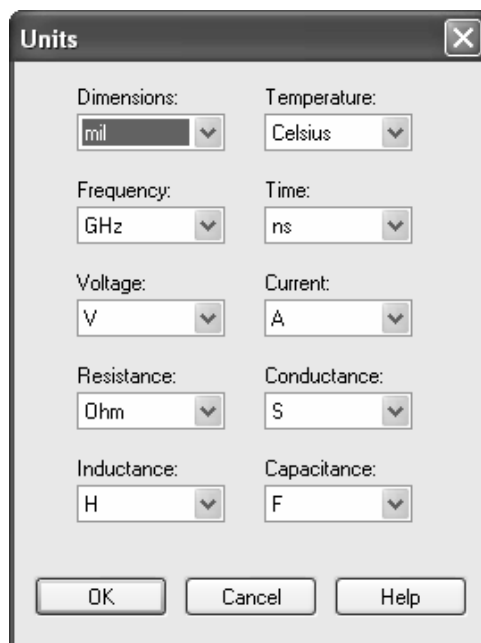 Units
Dimensions: Temperature:
mil Celsius
Frequency: Time:
GHz ns
Voltage: Current:
V A
Resistance: Conductance:
Ohm S
Inductance: Capacitance:
H F
OK Cancel Help